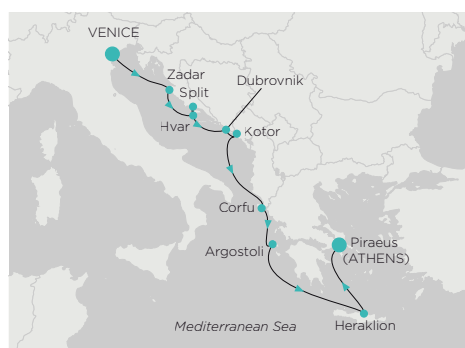 VENICE
Zadar
Split
Hvar
Dubrovnik
Kotor
Corfu
Argostoli
Piraeus
(ATHENS)
Heraklion
Mediterranean Sea